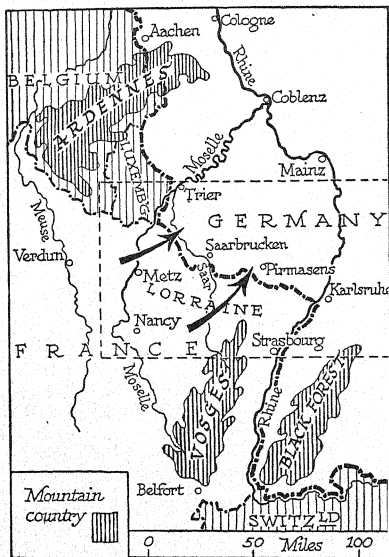 Cologne
Aachen
Rhine
BELGIUM
ARDENNES
Coblenz
LUXEMBG
Moselle
Mainz
Trier
GERMANY
Meuse
Saarbrucken
Verdun
Metz
Saar
Pirmasens
LORRAINE
Karlsruhe
Nancy
FRANCE
Strasbourg
Moselle
VOSGES
Rhine
BLACK FOREST
Belfort
Mountain
country
SWITZLD
0 50 Miles 100